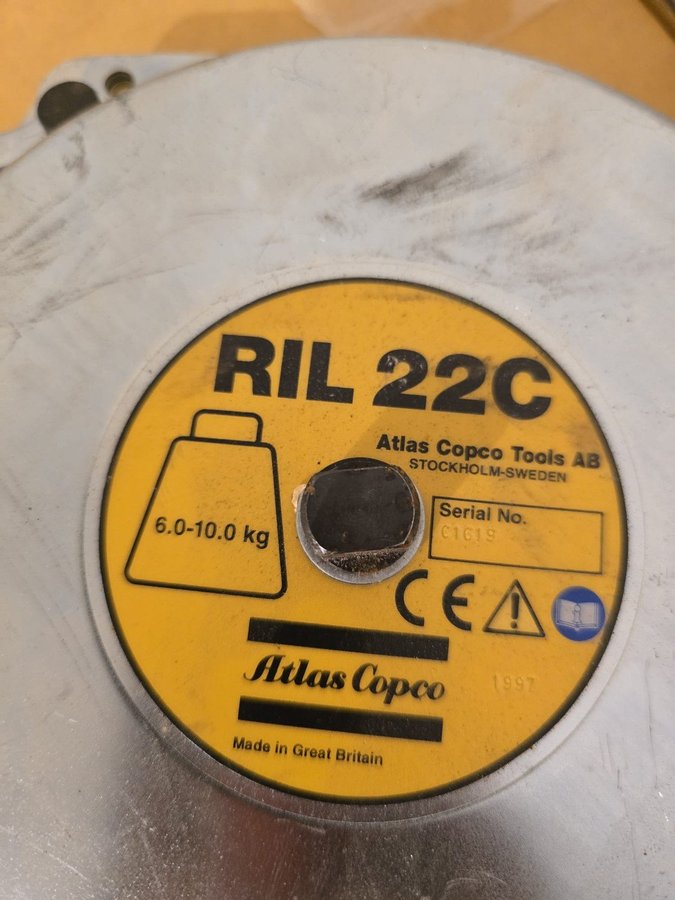 RIL 22C
Atlas Copco Tools AB
STOCKHOLM-SWEDEN
6.0-10.0 kg
Serial No.
C1619
CE
Atlas Copco
1997
Made in Great Britain